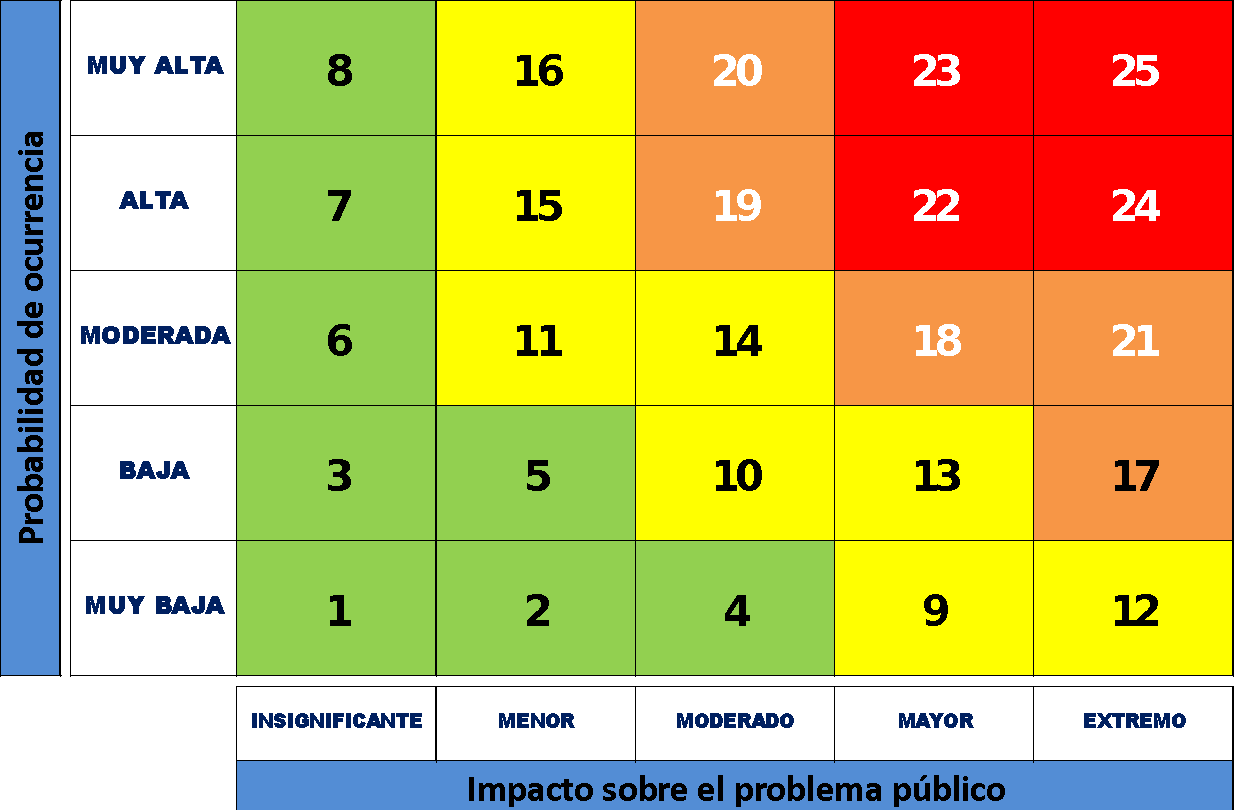 Probabilidad de ocurrencia
MUY ALTA 8 16 20 23 25
ALTA 7 15 19 22 24
MODERADA 6 11 14 18 21
BAJA 3 5 10 13 17
MUY BAJA 1 2 4 9 12
INSIGNIFICANTE MENOR MODERADO MAYOR EXTREMO
Impacto sobre el problema público